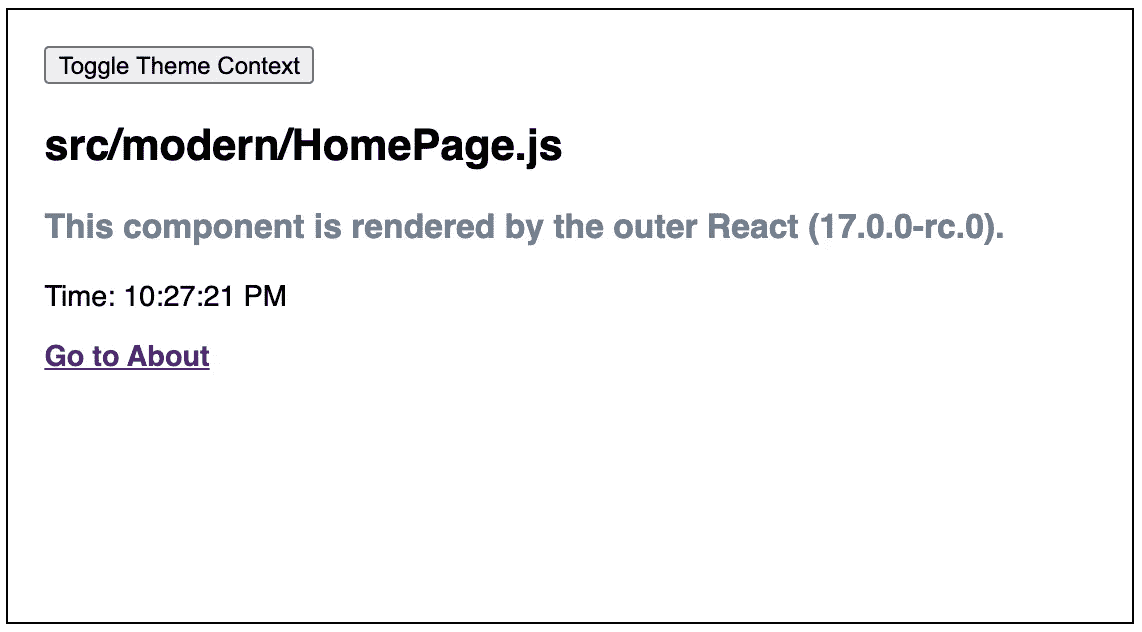 Toggle Theme Context
src/modern/HomePage.js
This component is rendered by the outer React (17.0.0-rc.0).
Time: 10:27:21 PM
Go to About